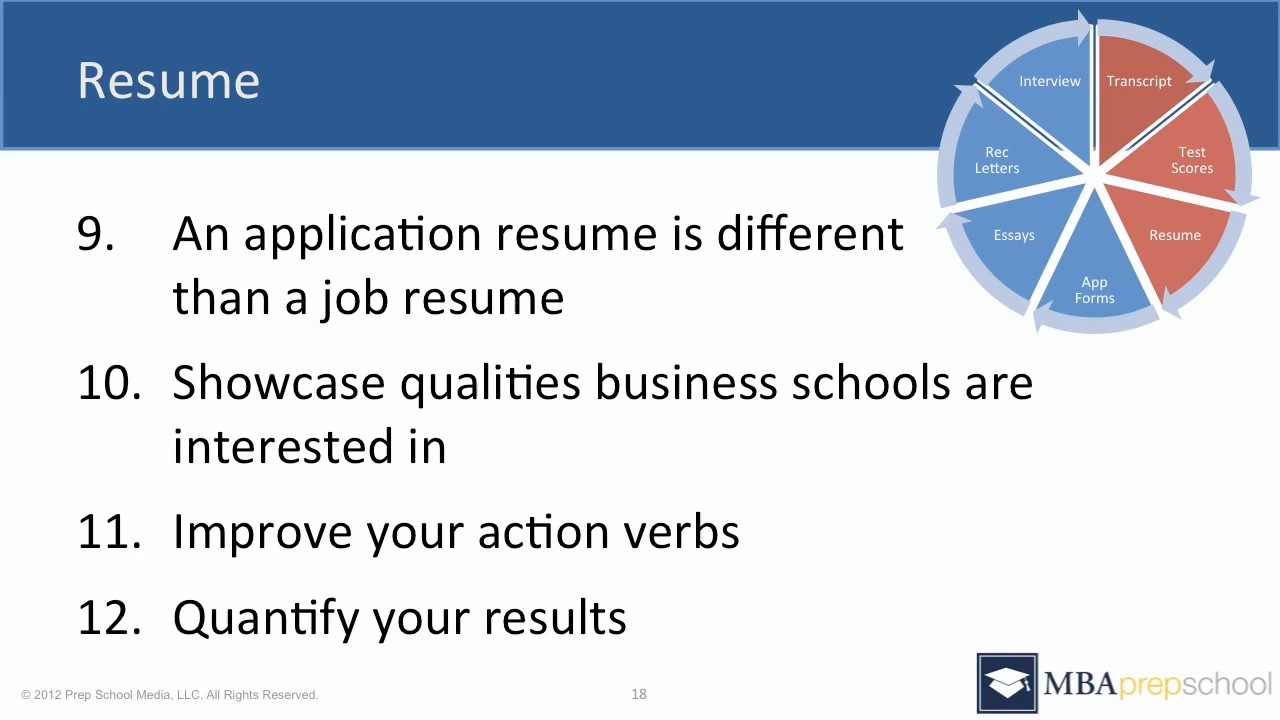 Resume
Interview
Transcript
Rec
Letters
Test
Scores
Essays
Resume
App
Forms
9. An application resume is different
than a job resume
10. Showcase qualities business schools are
interested in
11. Improve your action verbs
12. Quantify your results
© 2012 Prep School Media, LLC. All Rights Reserved.
18
MBAprepschool